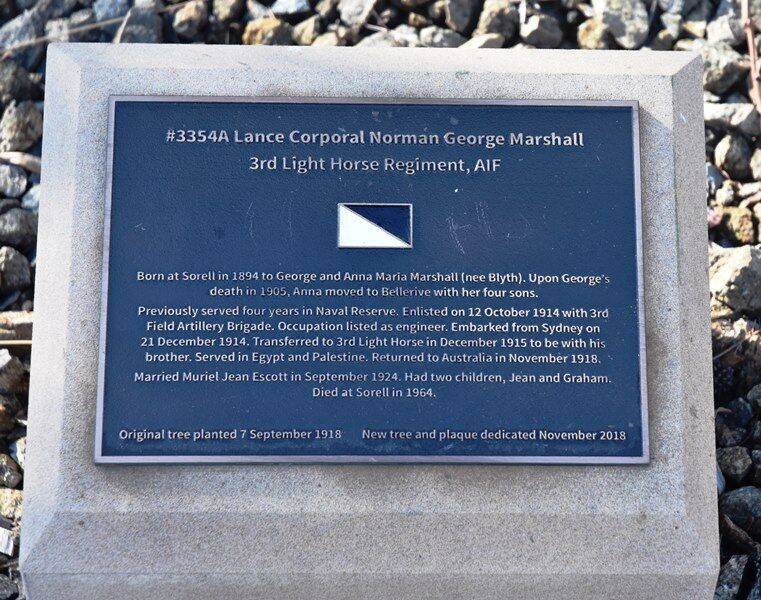 #3354A Lance Corporal Norman George Marshall
3rd Light Horse Regiment, AIF
Born at Sorell in 1894 to George and Anna Maria Marshall (nee Blyth). Upon George's
death in 1905, Anna moved to Bellerive with her four sons.
Previously served four years in Naval Reserve. Enlisted on 12 October 1914 with 3rd
Field Artillery Brigade. Occupation listed as engineer. Embarked from Sydney on
21 December 1914. Transferred to 3rd Light Horse in December 1915 to be with his
brother. Served in Egypt and Palestine. Returned to Australia in November 1918.
Married Muriel Jean Escott in September 1924. Had two children, Jean and Graham.
Died at Sorell in 1964.
Original tree planted 7 September 1918 New tree and plaque dedicated November 2018